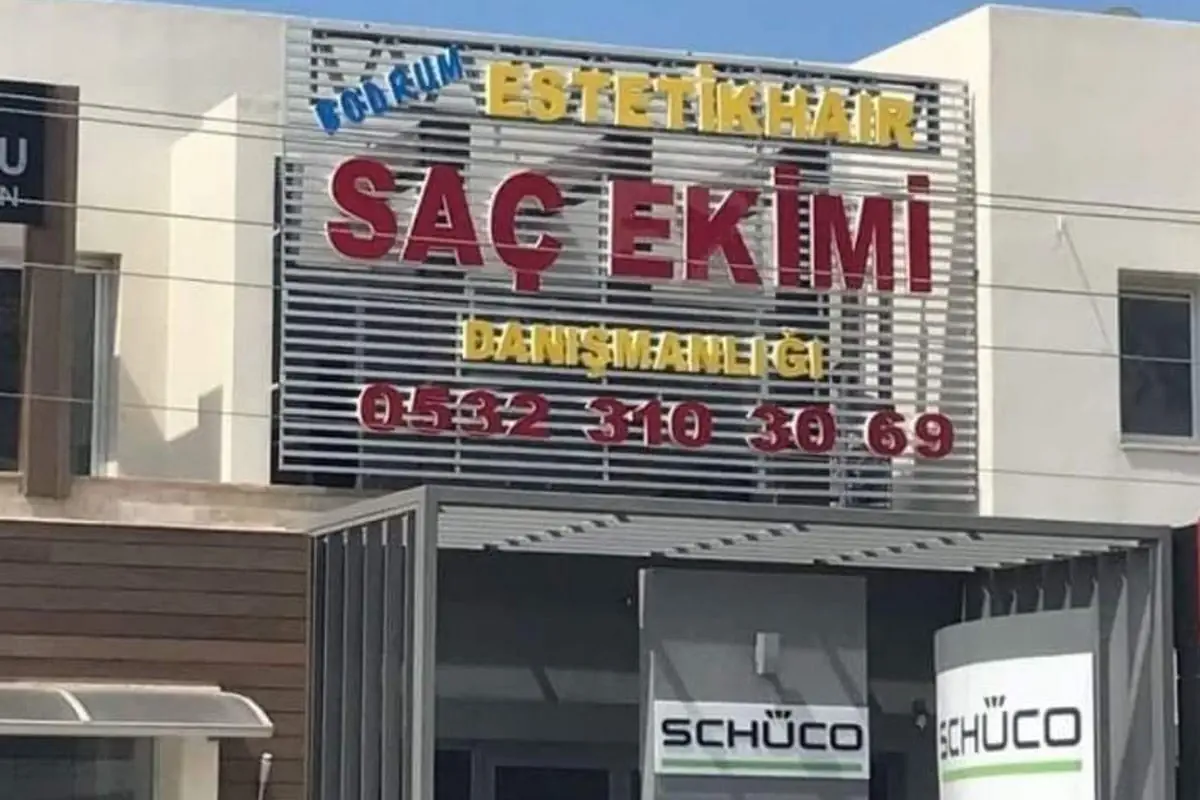 BODRUM ESTETİKHAIR
SAÇ EKİMİ
DANIŞMANLIĞI
0532 310 30 69
SCHÜCO
SCHÜCO